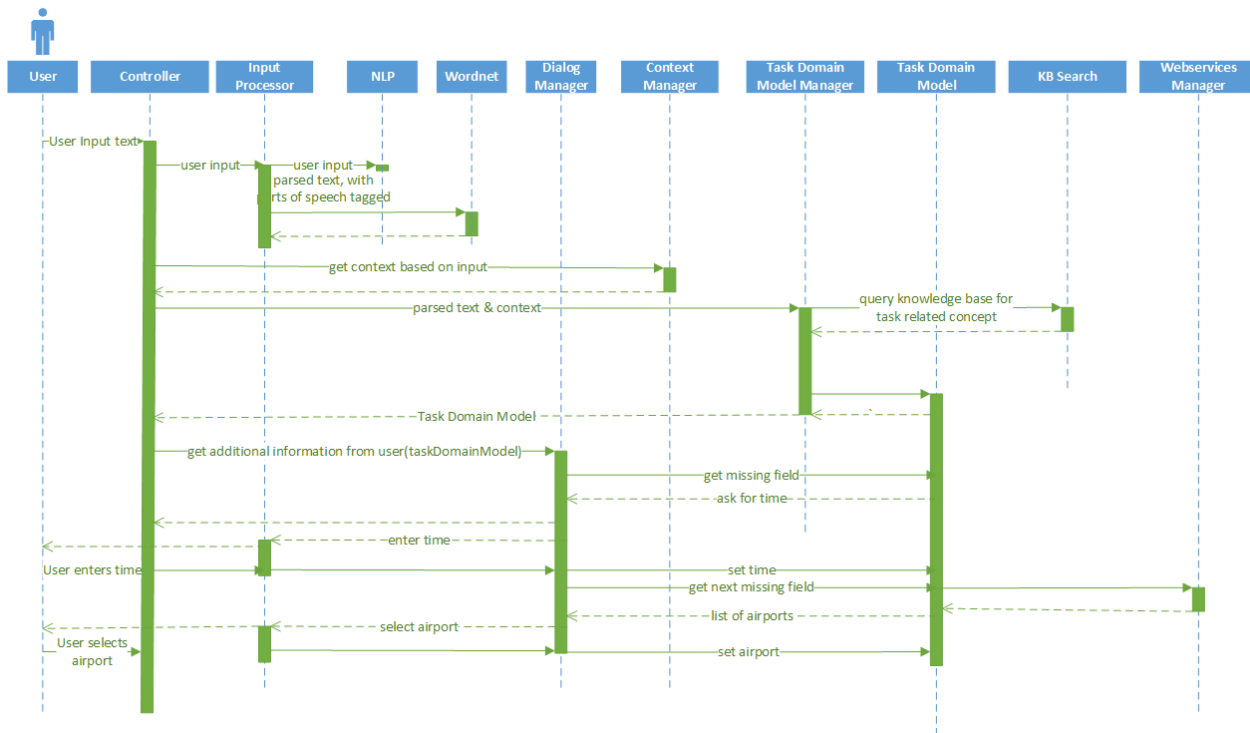 User
Controller
Input
Processor
NLP
Wordnet
Dialog
Manager
Context
Manager
Task Domain
Model Manager
Task Domain
Model
KB Search
Webservices
Manager
User Input text
user input
user input
parsed text, with
of speech tagged
get context based on input
parsed text & context
query knowledge base for
task related concept
Task Domain Model
get additional information from user(taskDomainModel)
get missing field
ask for time
enter time
User enters time
set time
get next missing field
list of airports
select airport
User selects
airport
set airport